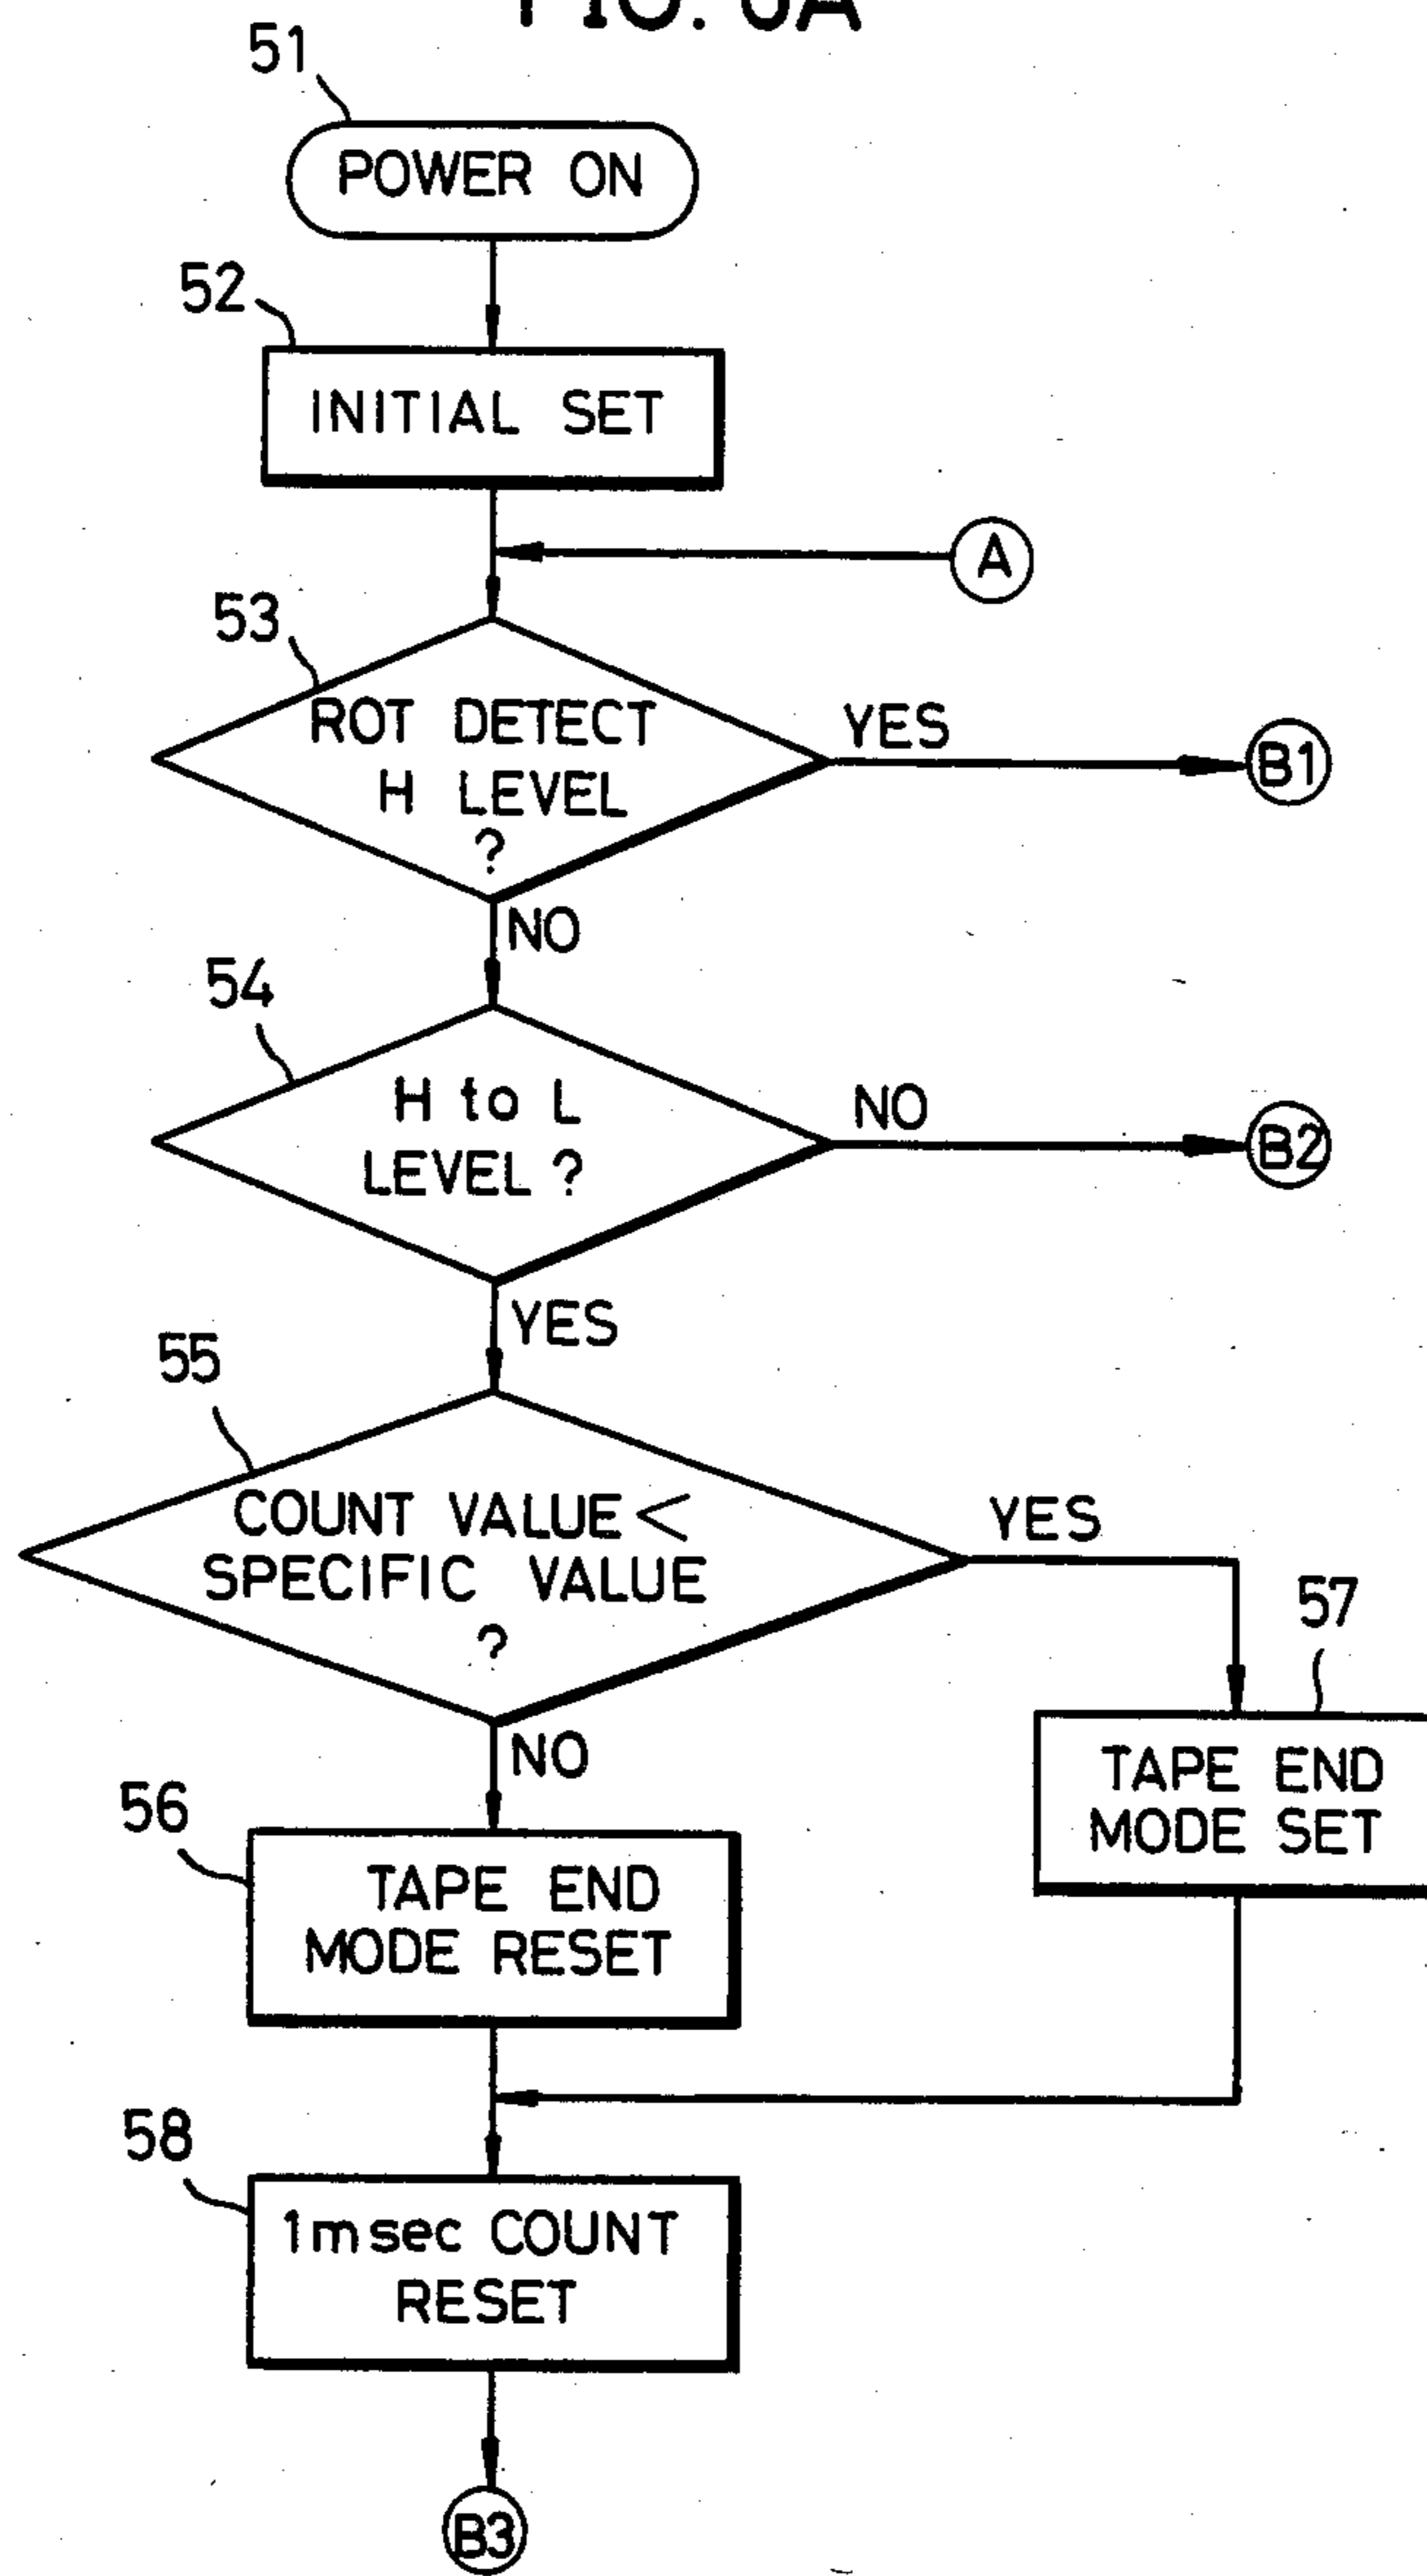 51
POWER ON
52
INITIAL SET
A
53
ROT DETECT
H LEVEL
?
YES
B1
NO
54
H to L
LEVEL ?
NO
B2
YES
55
COUNT VALUE <
SPECIFIC VALUE
?
YES
57
TAPE END
MODE SET
NO
56
TAPE END
MODE RESET
58
1msec COUNT
RESET
B3